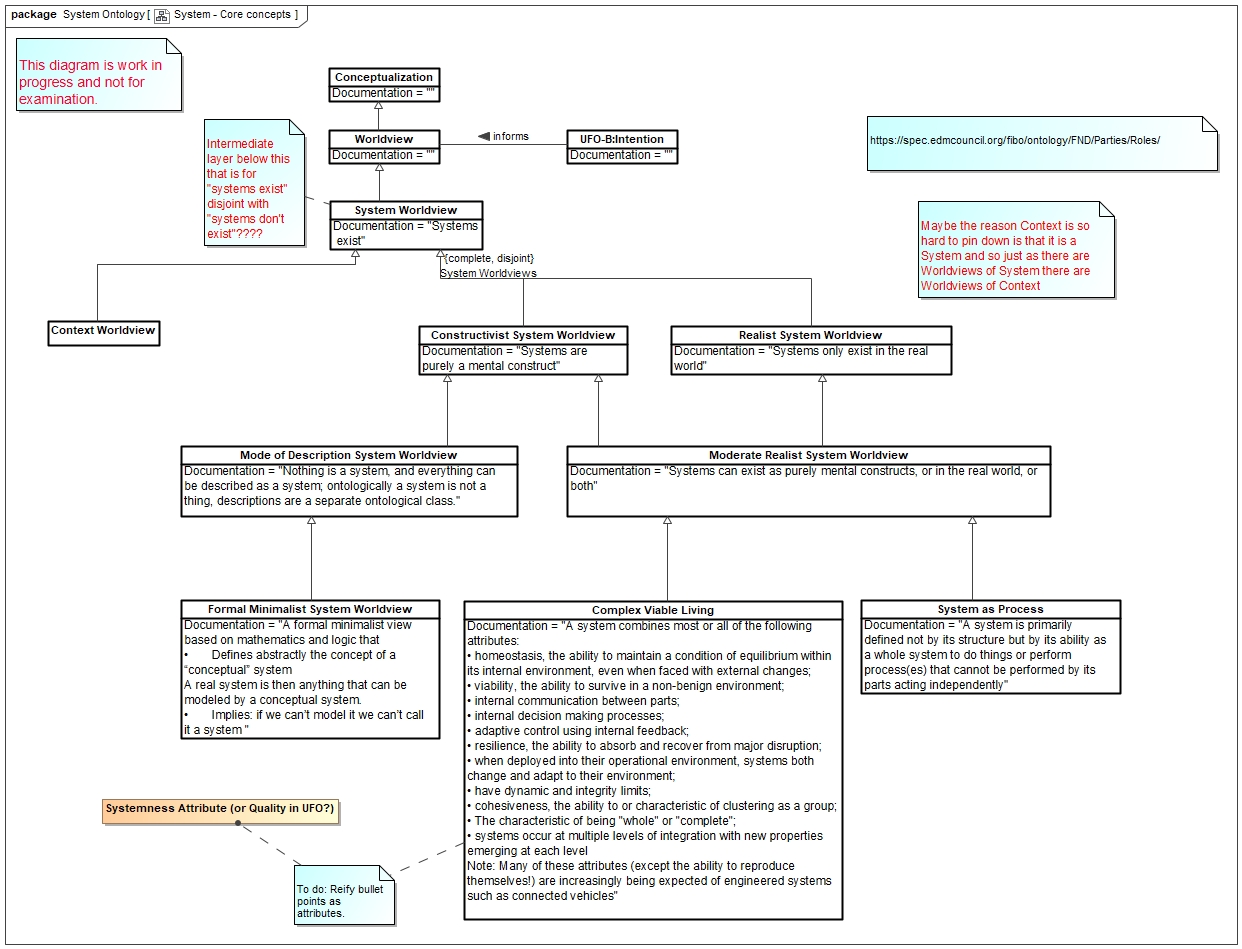 package System Ontology [ System - Core concepts ]
This diagram is work in
progress and not for
examination.
Conceptualization
Documentation = ""
Intermediate
layer below this
that is for
"systems exist"
disjoint with
"systems don't
exist"????
Worldview
Documentation = ""
informs
UFO-B:Intention
Documentation = ""
https://spec.edmcouncil.org/fibo/ontology/FND/Parties/Roles/
System Worldview
Documentation = "Systems
exist"
Maybe the reason Context is so
hard to pin down is that it is a
System and so just as there are
Worldviews of System there are
Worldviews of Context
{complete, disjoint}
System Worldviews
Context Worldview
Constructivist System Worldview
Documentation = "Systems are
purely a mental construct"
Realist System Worldview
Documentation = "Systems only exist in the real
world"
Mode of Description System Worldview
Documentation = "Nothing is a system, and everything can
be described as a system; ontologically a system is not a
thing, descriptions are a separate ontological class."
Moderate Realist System Worldview
Documentation = "Systems can exist as purely mental constructs, or in the real world, or
both"
Formal Minimalist System Worldview
Documentation = "A formal minimalist view
based on mathematics and logic that
• Defines abstractly the concept of a
“conceptual” system
A real system is then anything that can be
modeled by a conceptual system.
• Implies: if we can’t model it we can’t call
it a system "
Complex Viable Living
Documentation = "A system combines most or all of the following
attributes:
• homeostasis, the ability to maintain a condition of equilibrium within
its internal environment, even when faced with external changes;
• viability, the ability to survive in a non-benign environment;
• internal communication between parts;
• internal decision making processes;
• adaptive control using internal feedback;
• resilience, the ability to absorb and recover from major disruption;
• when deployed into their operational environment, systems both
change and adapt to their environment;
• have dynamic and integrity limits;
• cohesiveness, the ability to or characteristic of clustering as a group;
• The characteristic of being "whole" or "complete";
• systems occur at multiple levels of integration with new properties
emerging at each level
Note: Many of these attributes (except the ability to reproduce
themselves!) are increasingly being expected of engineered systems
such as connected vehicles"
System as Process
Documentation = "A system is primarily
defined not by its structure but by its ability as
a whole system to do things or perform
process(es) that cannot be performed by its
parts acting independently"
Systemness Attribute (or Quality in UFO?)
To do: Reify bullet
points as
attributes.